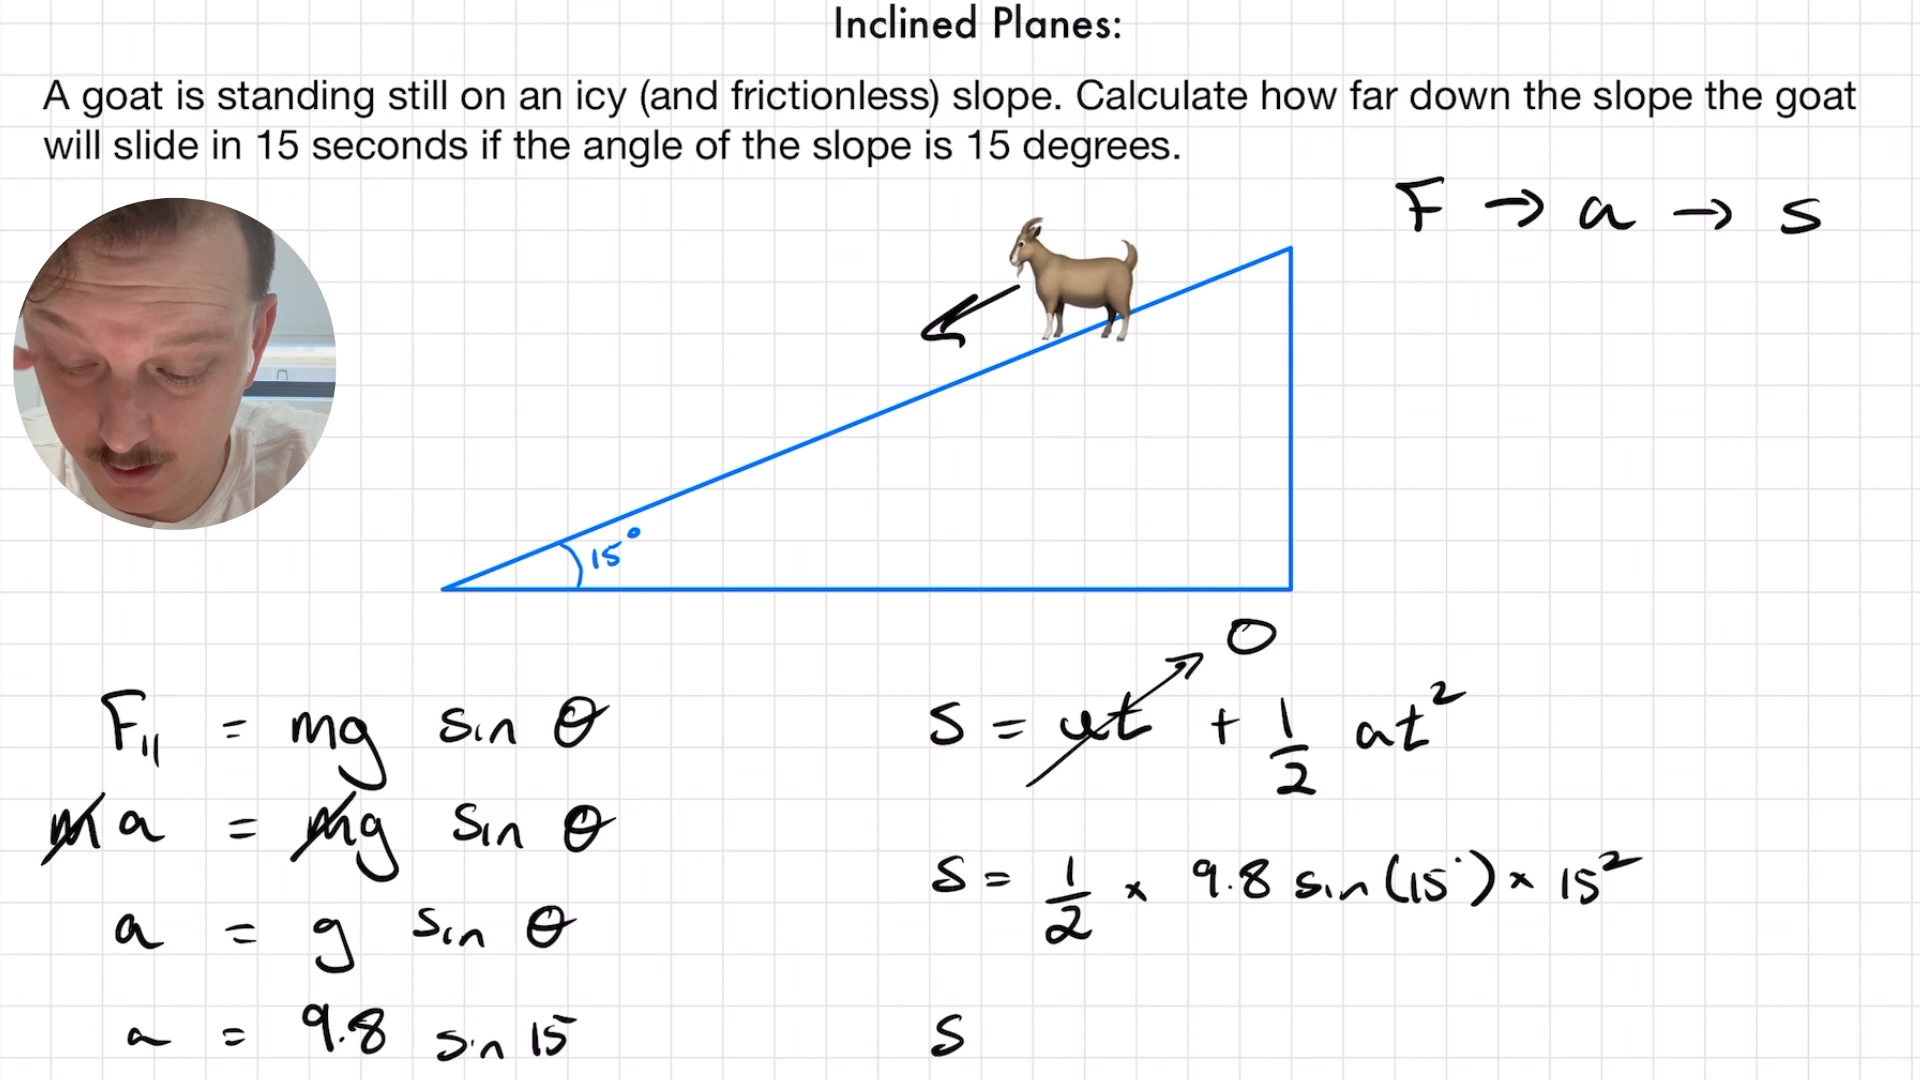 Inclined Planes:
A goat is standing still on an icy (and frictionless) slope. Calculate how far down the slope the goat
will slide in 15 seconds if the angle of the slope is 15 degrees.
F → a → s
15°
F∥ = mg sin θ
ma = mg sin θ
a = g sin θ
a = 9.8 sin 15
0
S = ut + 1/2 at²
S = 1/2 × 9.8 sin(15°) × 15²
S